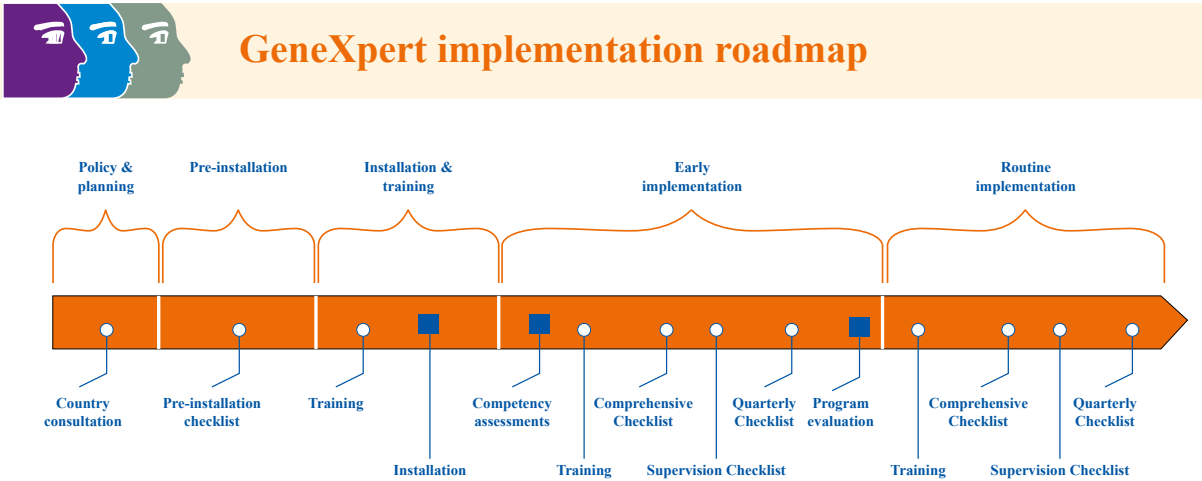 GeneXpert implementation roadmap
Policy &
planning
Pre-installation
Installation &
training
Early
implementation
Routine
implementation
Country
consultation
Pre-installation
checklist
Training
Installation
Competency
assessments
Training
Comprehensive
Checklist
Supervision Checklist
Quarterly
Checklist
Program
evaluation
Training
Comprehensive
Checklist
Supervision Checklist
Quarterly
Checklist